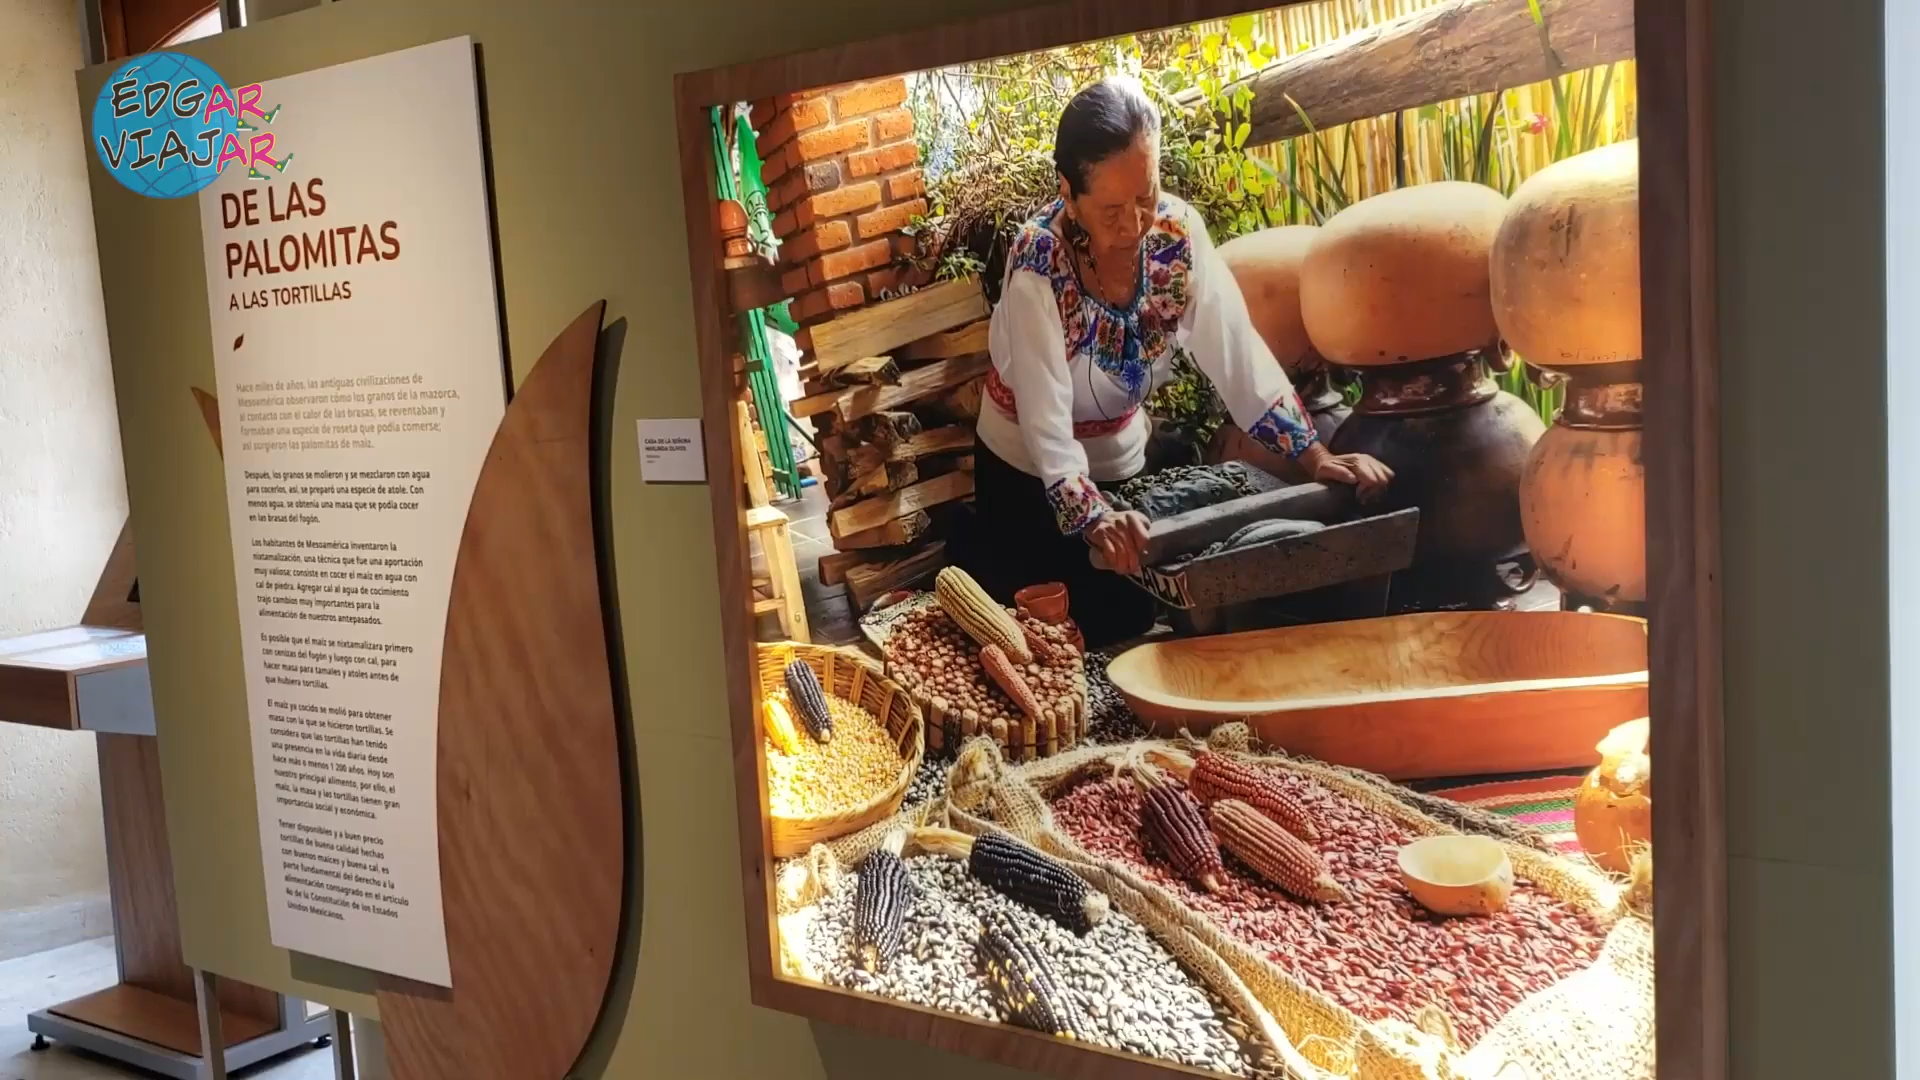 ÉDGAR
VIAJAR
DE LAS
PALOMITAS
A LAS TORTILLAS
Hace miles de años, las antiguas civilizaciones de
Mesoamérica observaron cómo los granos de la mazorca,
al contacto con el calor de las brasas, se reventaban y
formaban una especie de roseta que podía comerse;
así surgieron las palomitas de maíz.
Después, los granos se molieron y se mezclaron con agua
para cocerlos, así, se preparó una especie de atole. Con
menos agua, se obtenía una masa que se podía cocer
en las brasas del fogón.
Los habitantes de Mesoamérica inventaron la
nixtamalización, una técnica que fue una aportación
muy valiosa; consiste en cocer el maíz en agua con
cal de piedra. Agregar cal al agua de cocimiento
trajo cambios muy importantes para la
alimentación de nuestros antepasados.
Es posible que el maíz se nixtamalizara primero
con cenizas del fogón y luego con cal, para
hacer masa para tamales y atoles antes de
que hubiera tortillas.
El maíz ya cocido se molió para obtener
masa con la que se hicieron tortillas. Se
considera que las tortillas han tenido
una presencia en la vida diaria desde
hace más o menos 1 200 años. Hoy son
nuestro principal alimento, por ello, el
maíz, la masa y las tortillas tienen gran
importancia social y económica.
Tener disponibles y a buen precio
tortillas de buena calidad hechas
con buenos maíces y buena cal, es
parte fundamental del derecho a la
alimentación consagrado en el artículo
4o de la Constitución de los Estados
Unidos Mexicanos.
CASA DE LA SEÑORA
OLIVOS